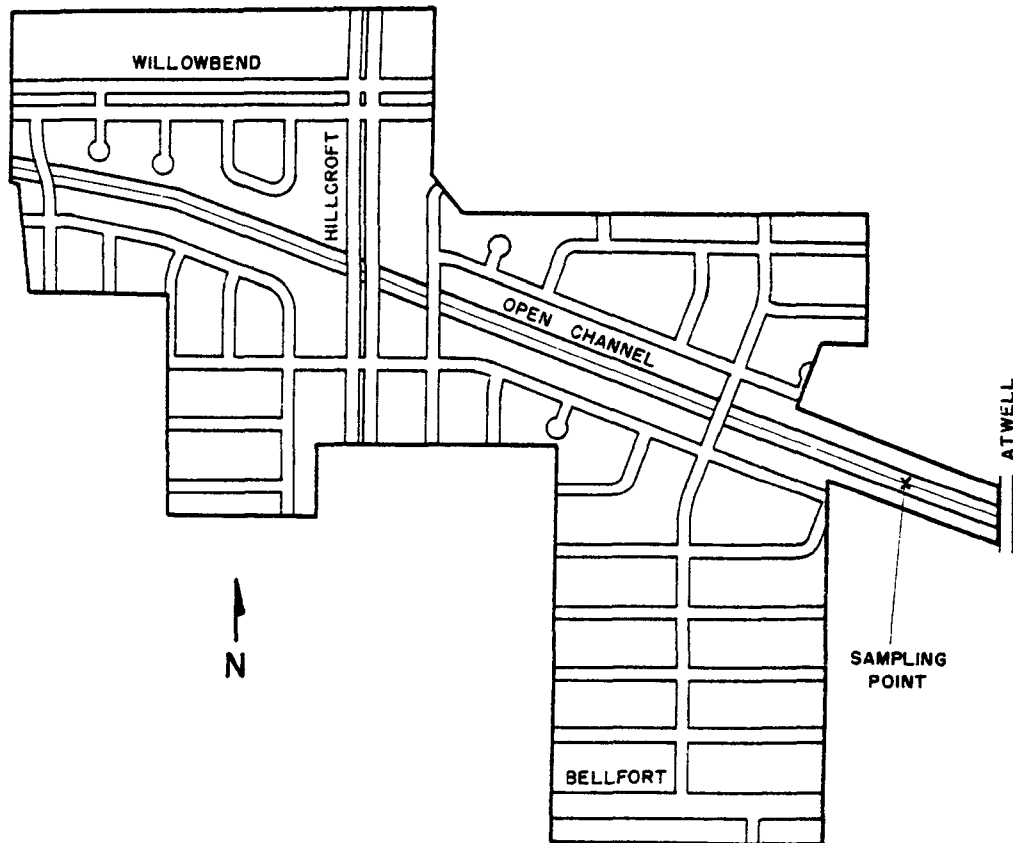 WILLOWBEND
HILLCROFT
OPEN CHANNEL
ATWELL
N
SAMPLING
POINT
BELLFORT